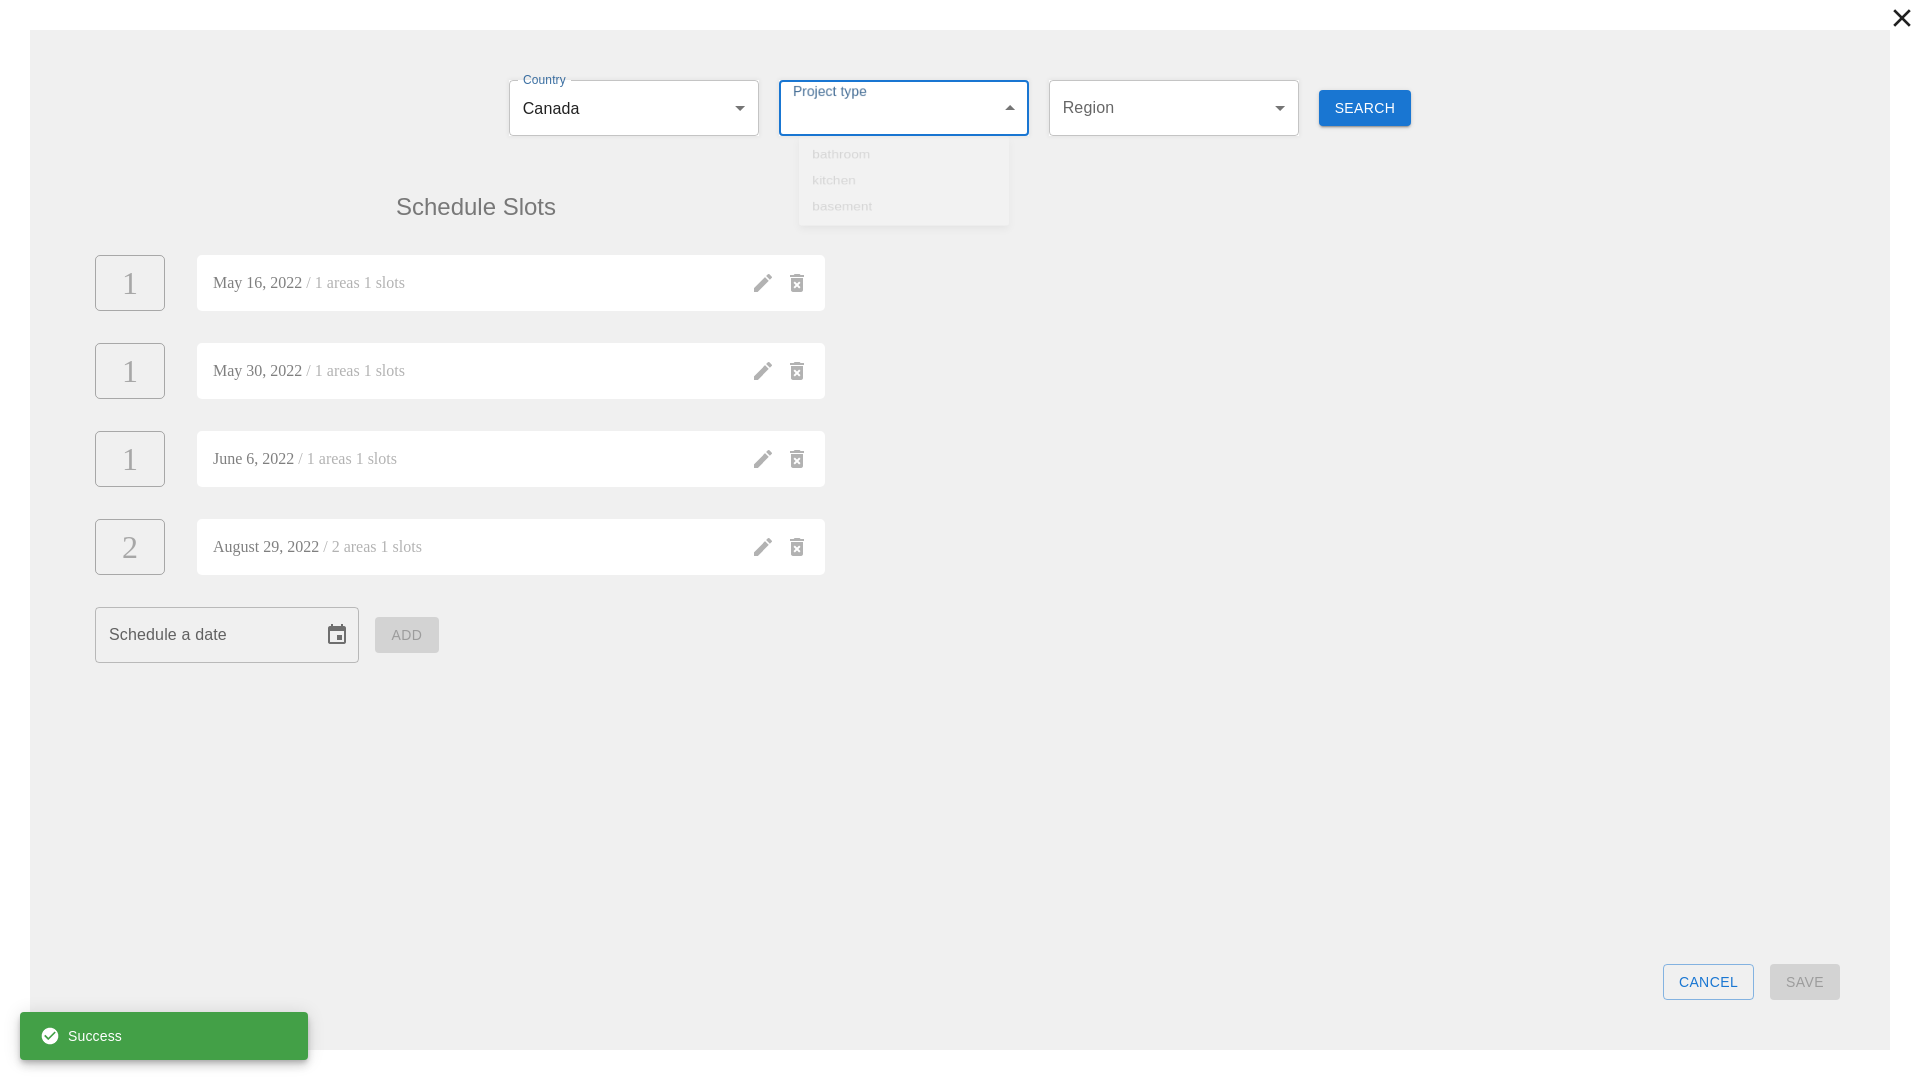 Country
Canada
Project type
Region
SEARCH
bathroom
kitchen
basement
Schedule Slots
1
May 16, 2022 / 1 areas 1 slots
1
May 30, 2022 / 1 areas 1 slots
1
June 6, 2022 / 1 areas 1 slots
2
August 29, 2022 / 2 areas 1 slots
Schedule a date
ADD
CANCEL
SAVE
Success